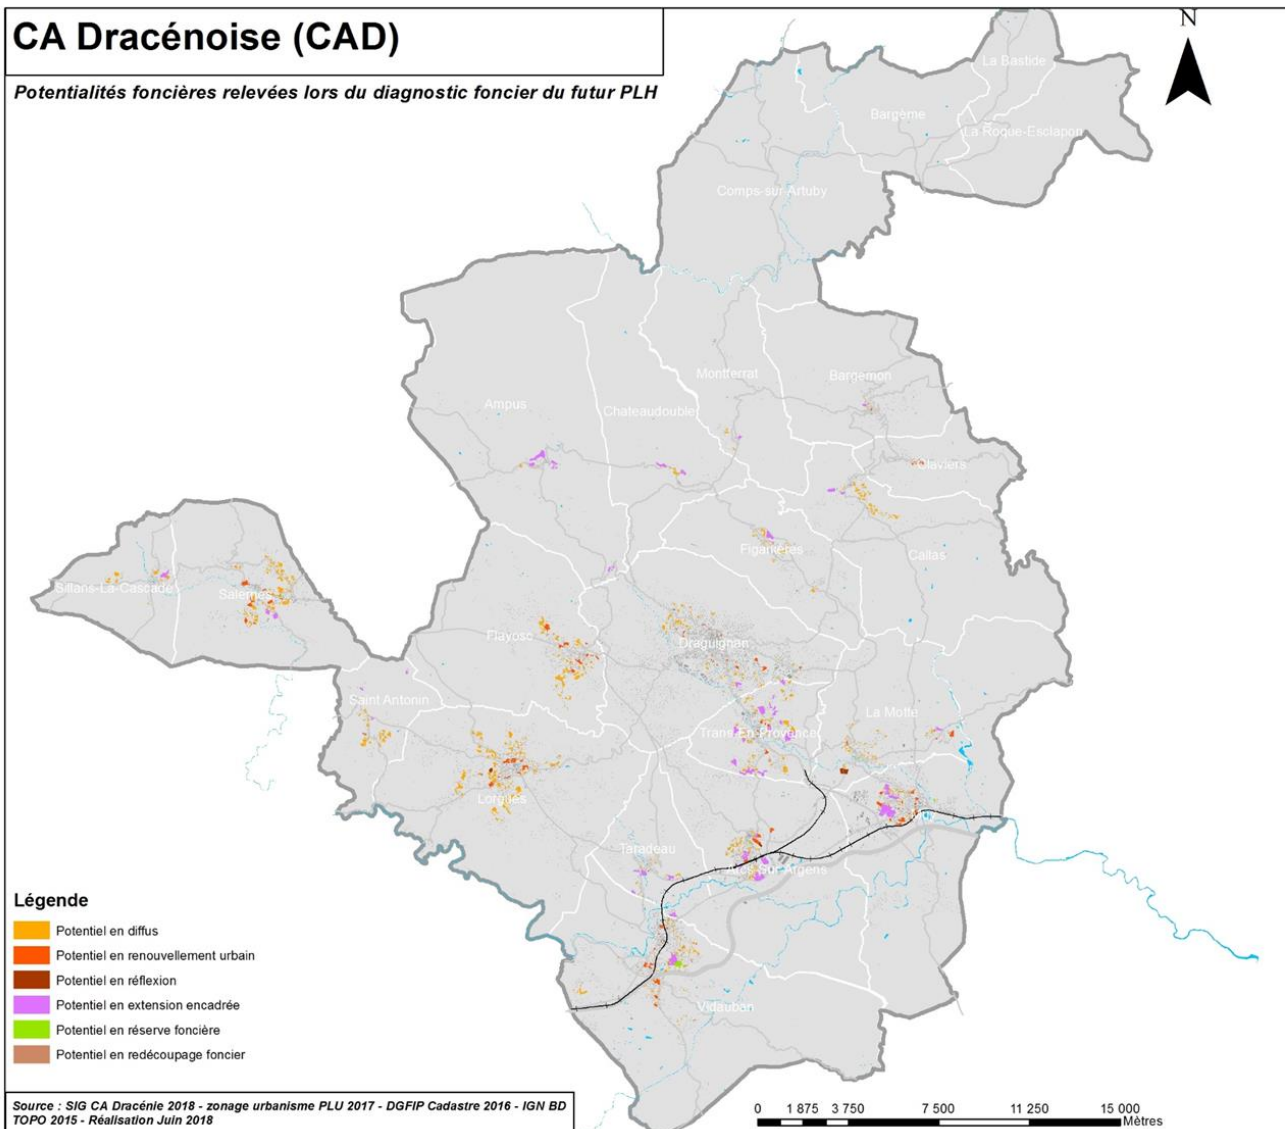 CA Dracénoise (CAD)
Potentialités foncières relevées lors du diagnostic foncier du futur PLH
N
La Bastide
Bargème
La Roque-Esclapon
Comps-sur-Artuby
Montferrat
Bargemon
Ampus
Chateaudouble
Claviers
Figanières
Callas
Sillans-La-Cascade
Salernes
Flayosc
Draguignan
Saint Antonin
La Motte
Trans-En-Provence
Lorgues
Taradeau
Sur Argens
Vidauban
Légende
Potentiel en diffus
Potentiel en renouvellement urbain
Potentiel en réflexion
Potentiel en extension encadrée
Potentiel en réserve foncière
Potentiel en redécoupage foncier
Source : SIG CA Dracénie 2018 - zonage urbanisme PLU 2017 - DGFIP Cadastre 2016 - IGN BD
TOPO 2015 - Réalisation Juin 2018
0 1 875 3 750 7 500 11 250 15 000
Mètres